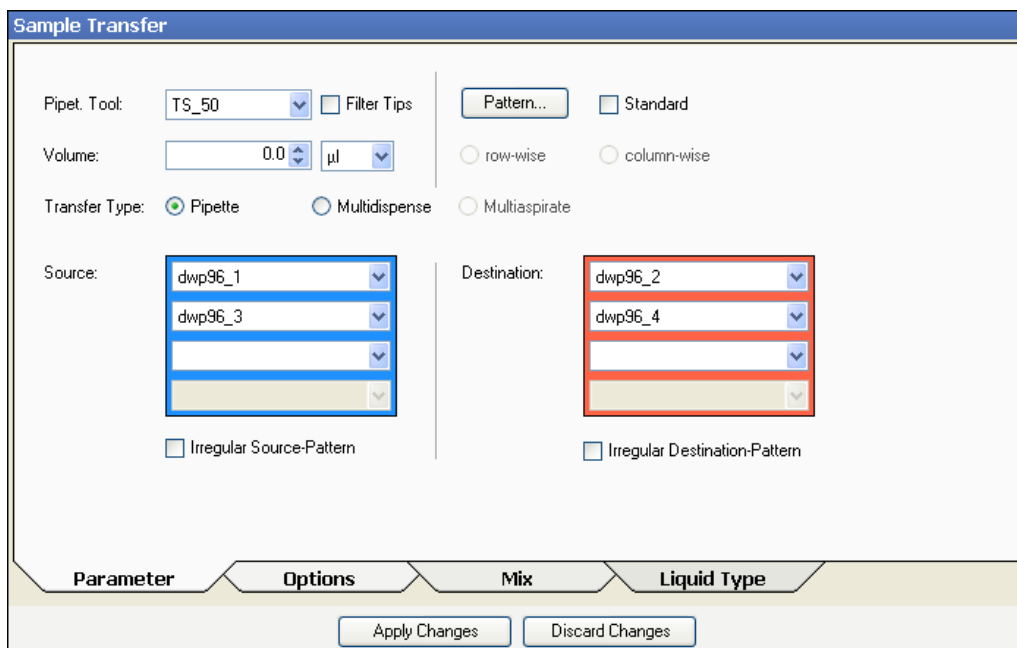 Sample Transfer
Pipet. Tool: TS_50 Filter Tips Pattern... Standard
Volume: 0.0 µl row-wise column-wise
Transfer Type: Pipette Multidispense Multiaspirate
Source: dwp96_1 Destination: dwp96_2
dwp96_3 dwp96_4
Irregular Source-Pattern Irregular Destination-Pattern
Parameter Options Mix Liquid Type
Apply Changes Discard Changes